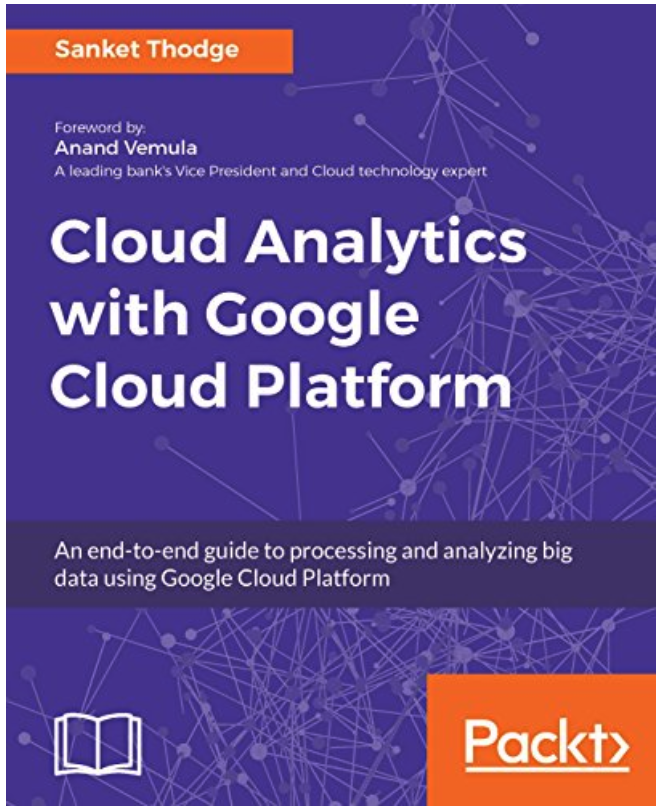 Sanket Thodge
Foreword by:
Anand Vemula
A leading bank's Vice President and Cloud technology expert
Cloud Analytics
with Google
Cloud Platform
An end-to-end guide to processing and analyzing big
data using Google Cloud Platform
Packt>